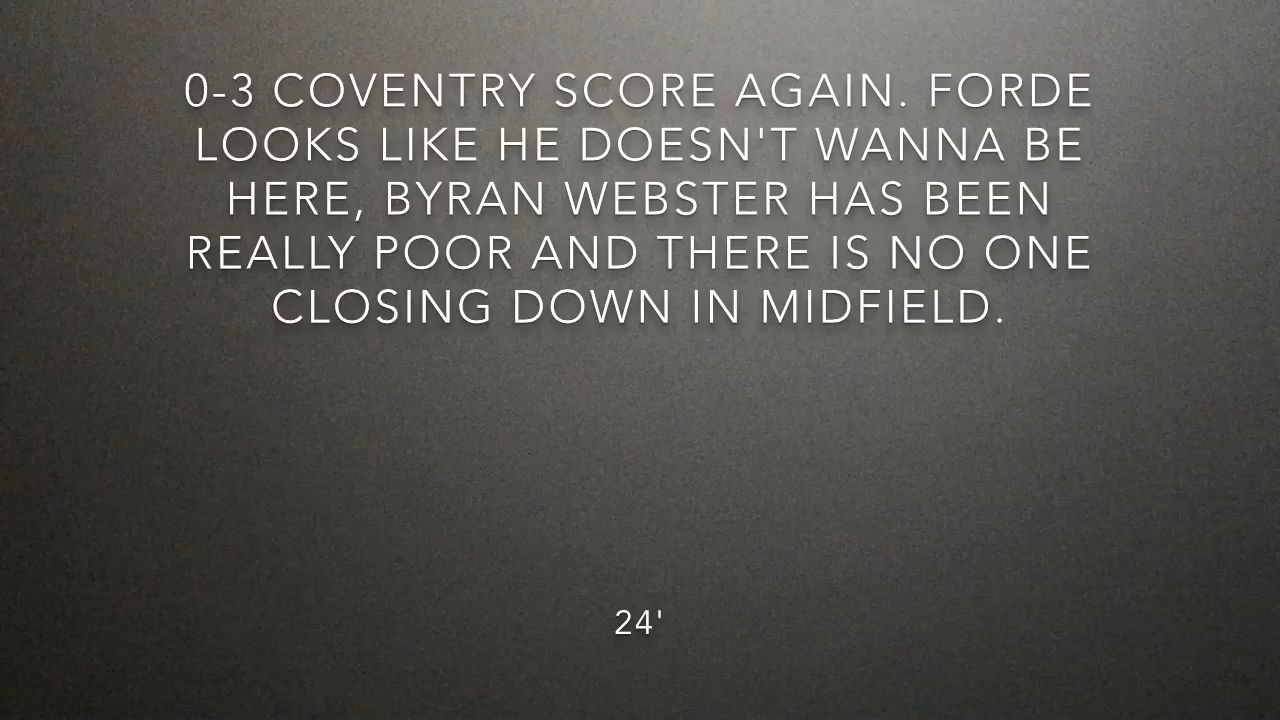 0-3 COVENTRY SCORE AGAIN. FORDE
LOOKS LIKE HE DOESN'T WANNA BE
HERE, BYRAN WEBSTER HAS BEEN
REALLY POOR AND THERE IS NO ONE
CLOSING DOWN IN MIDFIELD.
24'